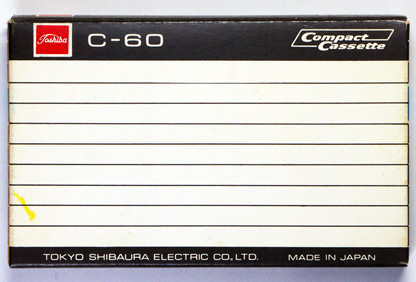 Toshiba C-60 Compact Cassette
TOKYO SHIBAURA ELECTRIC CO., LTD. MADE IN JAPAN